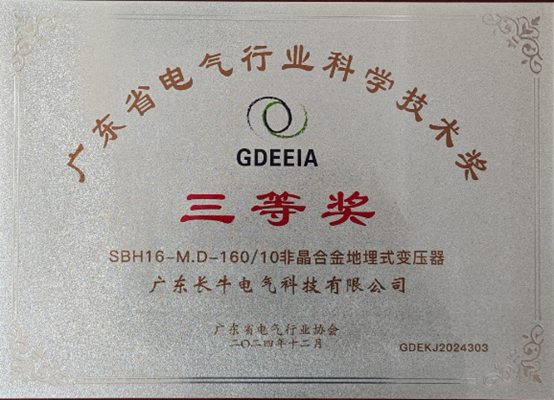 广东省电气行业科学技术奖
GDEEIA
三等奖
SBH16-M.D-160/10非晶合金地埋式变压器
广东长牛电气科技有限公司
广东省电气行业协会
二〇二四年十二月
GDEKJ2024303